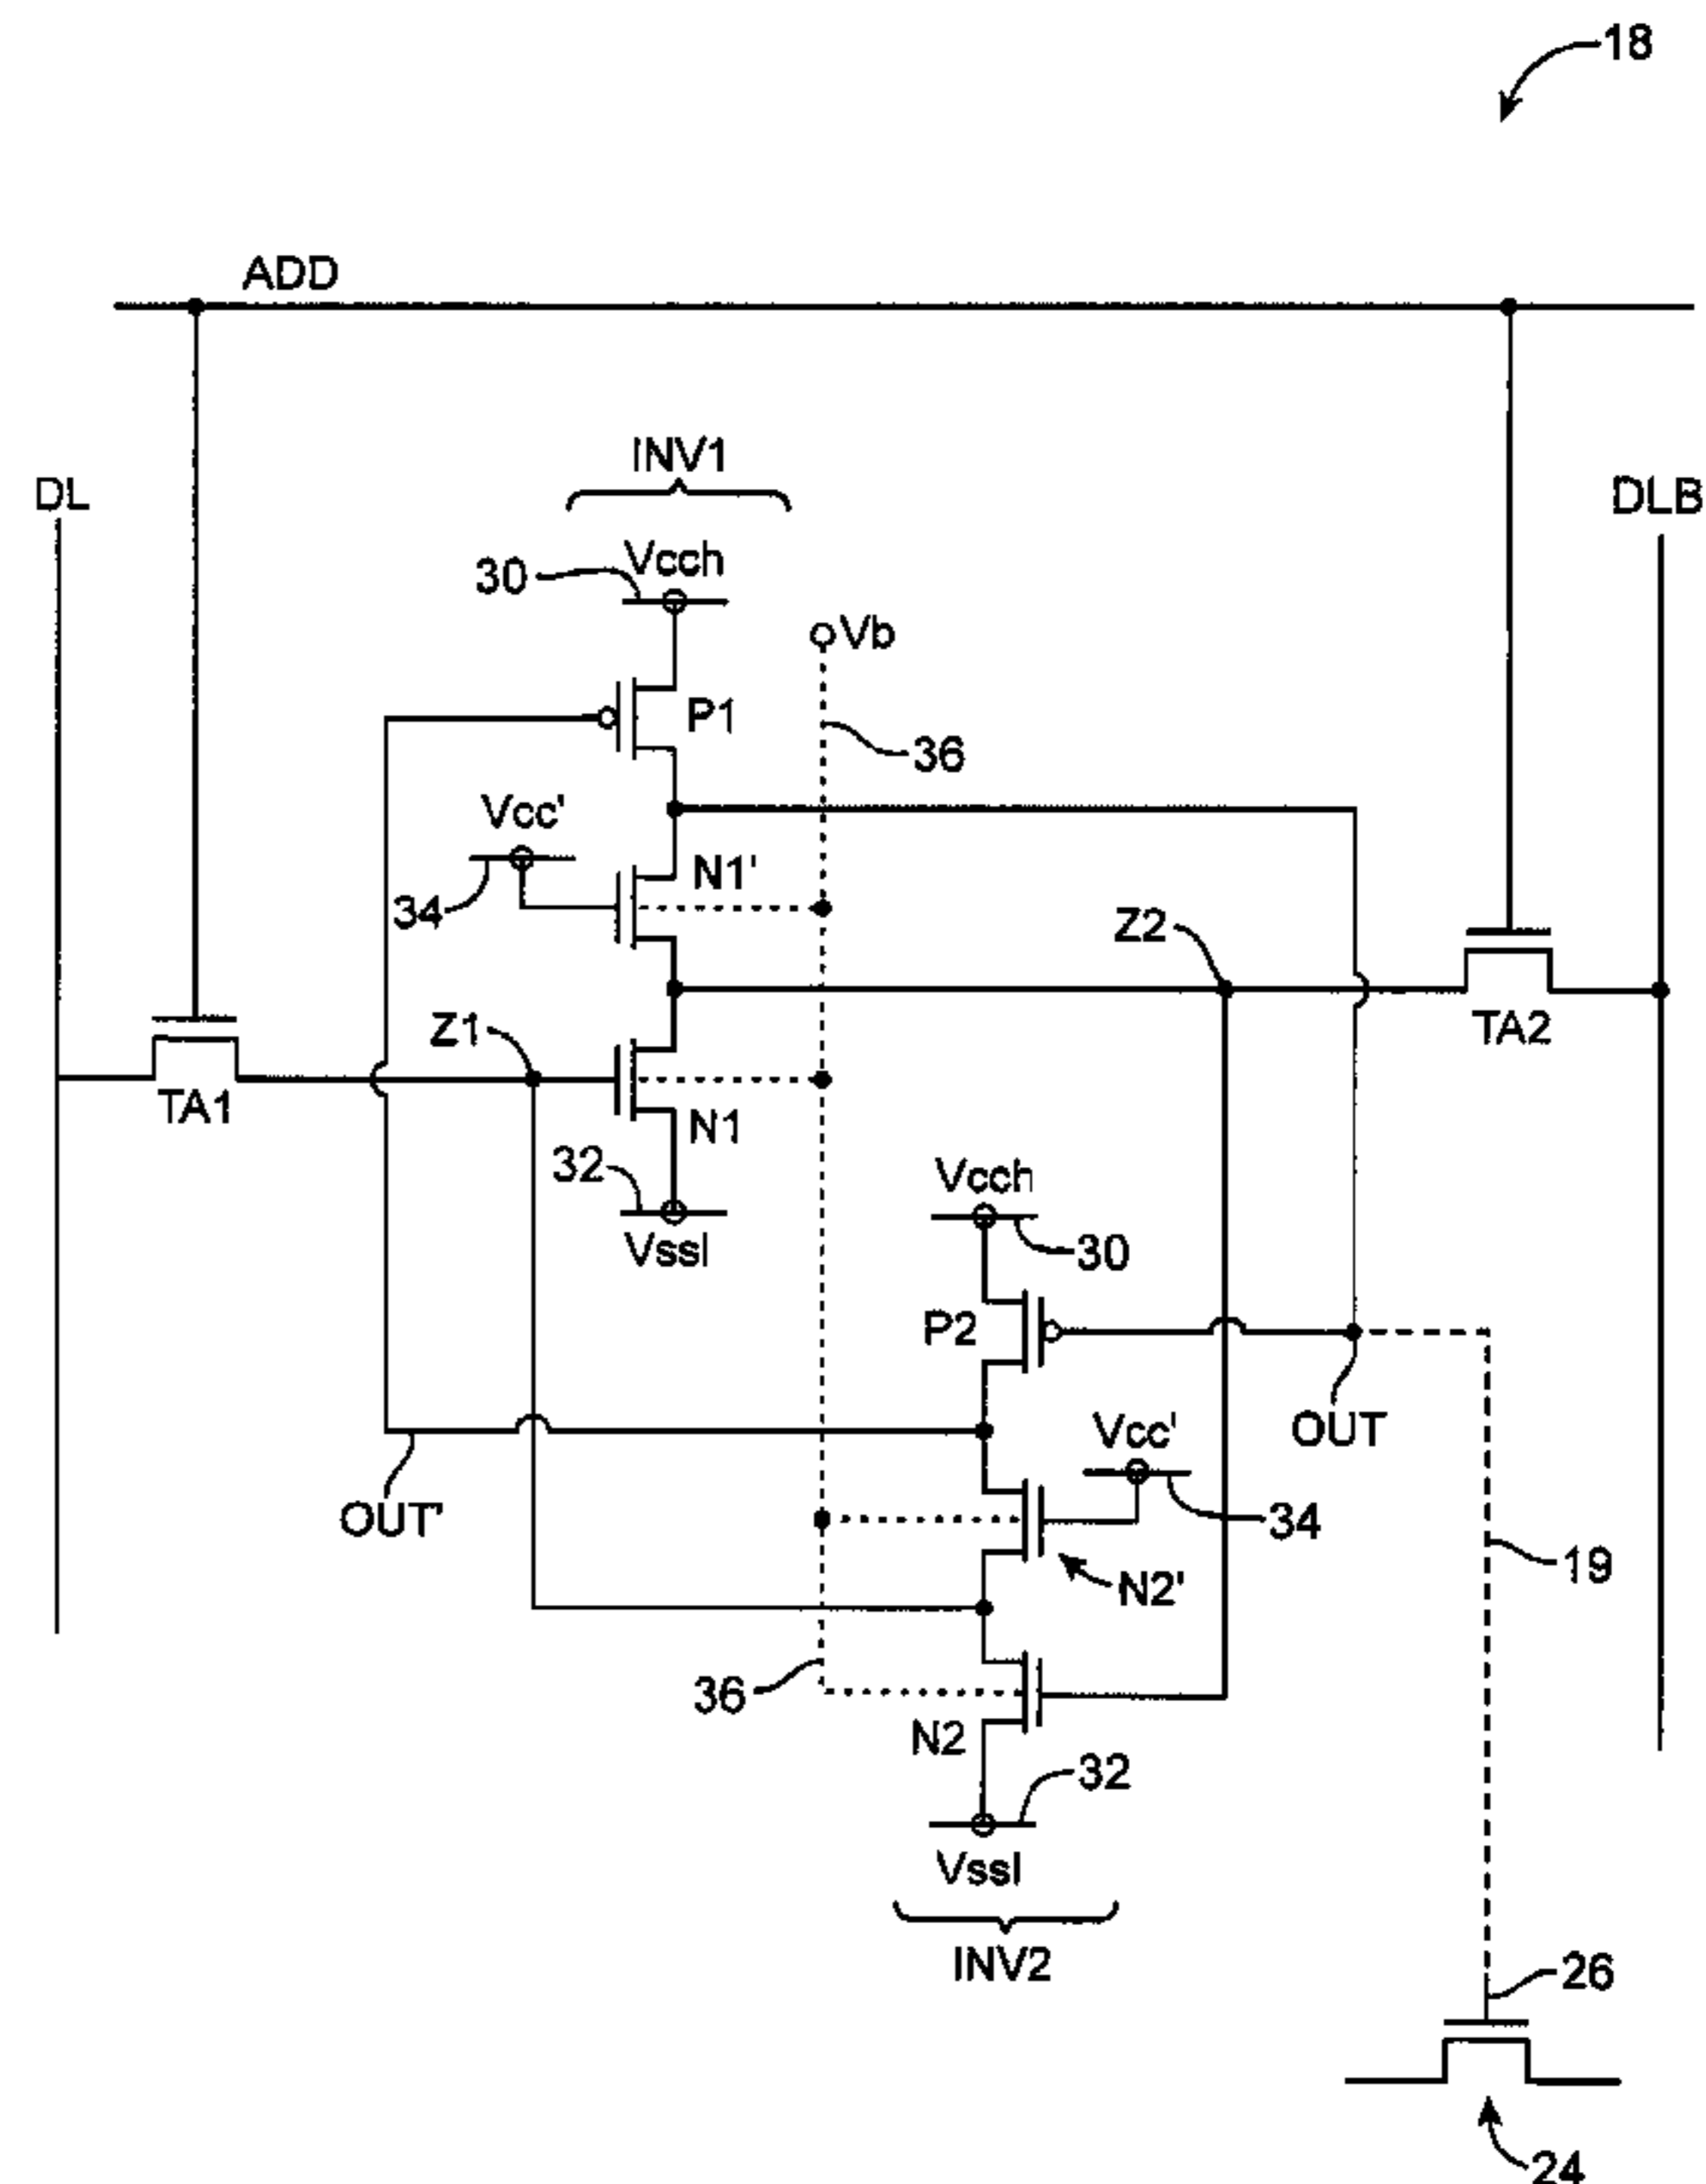 18
ADD
INV1
DL
DLB
Vcch
30
Vb
P1
36
Vcc'
N1'
34
Z2
Z1
TA2
TA1
N1
32
Vcch
Vssl
30
P2
Vcc'
OUT
OUT'
34
19
N2'
36
N2
32
Vssl
INV2
26
24